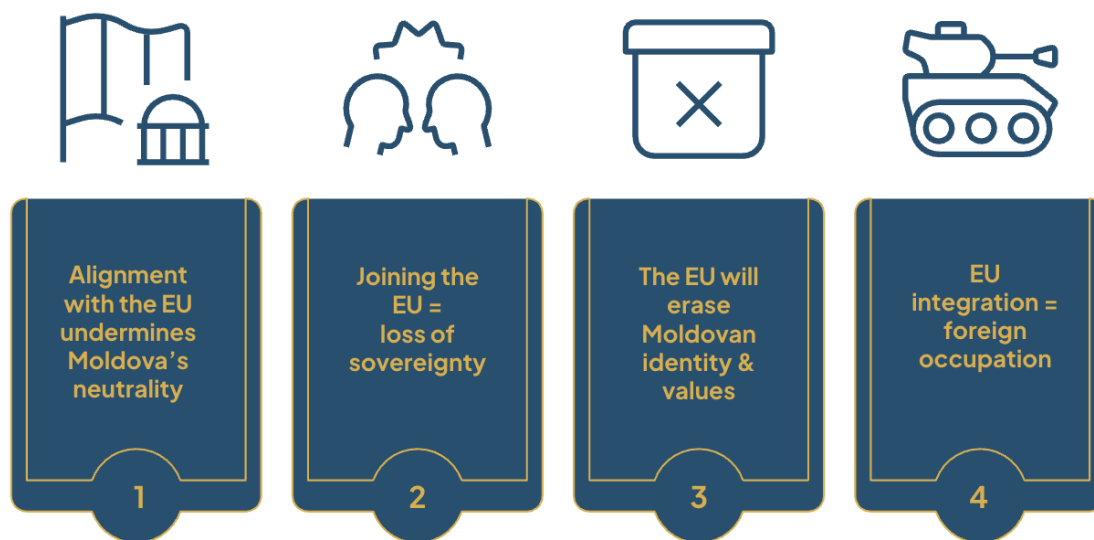 Alignment
with the EU
undermines
Moldova's
neutrality
1
Joining the
EU =
loss of
sovereignty
2
The EU will
erase
Moldovan
identity &
values
3
EU
integration =
foreign
occupation
4